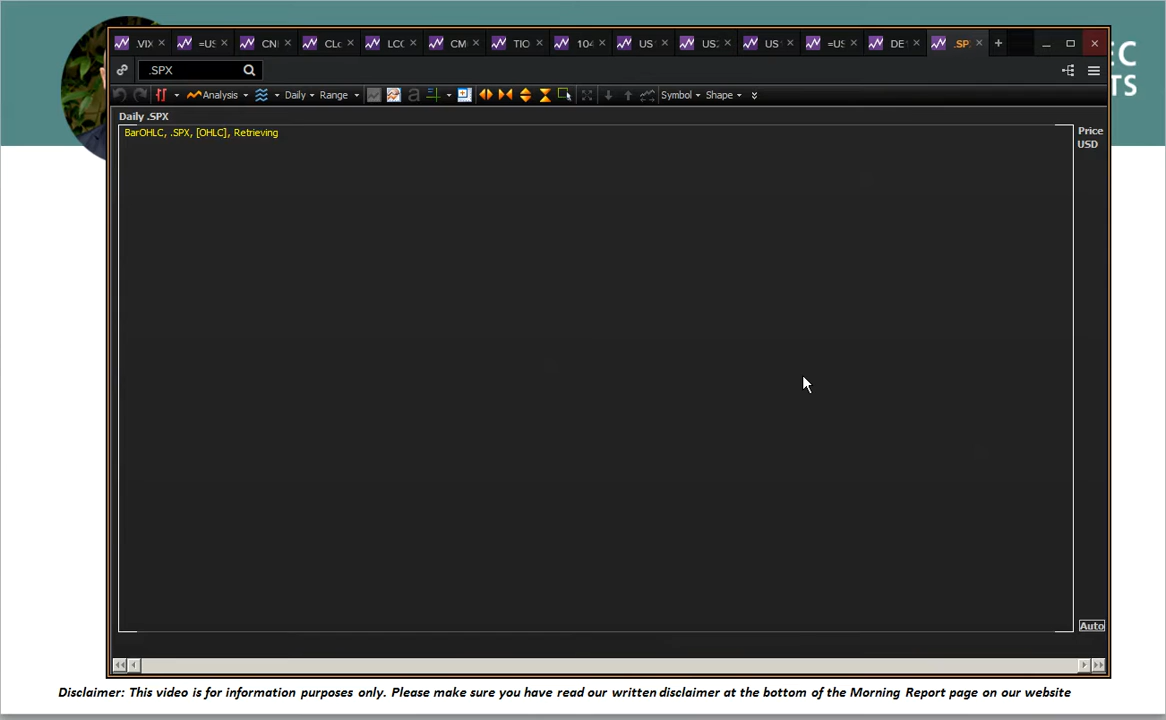 .VIX =US CN CL LC CM TIO 10 US US US =US DE .SP
EC
TS
.SPX
Analysis Daily Range a Symbol Shape
Daily .SPX
BarOHLC, .SPX, [OHLC], Retrieving
Price
USD
Auto
Disclaimer: This video is for information purposes only. Please make sure you have read our written disclaimer at the bottom of the Morning Report page on our website